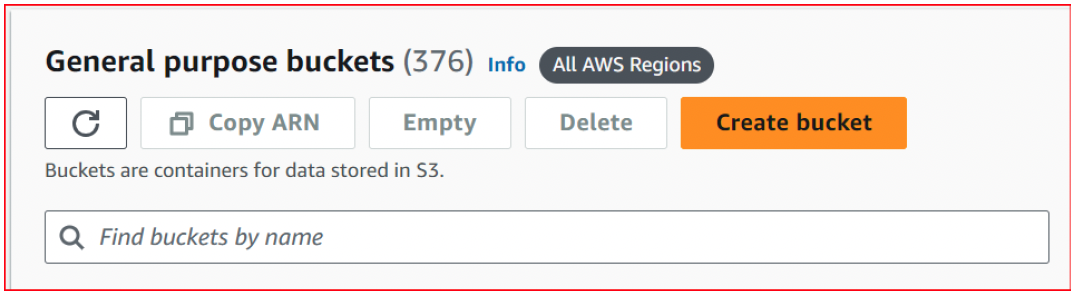 General purpose buckets (376) Info All AWS Regions
Copy ARN Empty Delete Create bucket
Buckets are containers for data stored in S3.
Find buckets by name